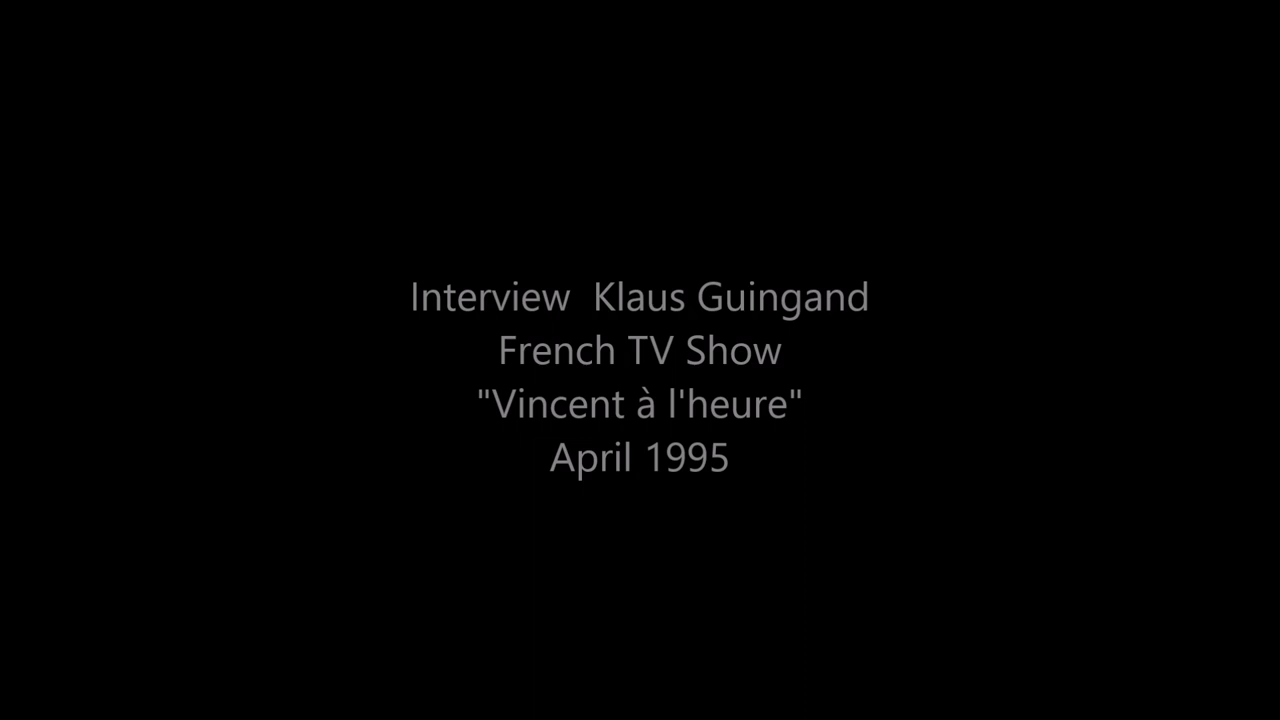 Interview  Klaus Guingand
French TV Show
"Vincent à l'heure"
April 1995